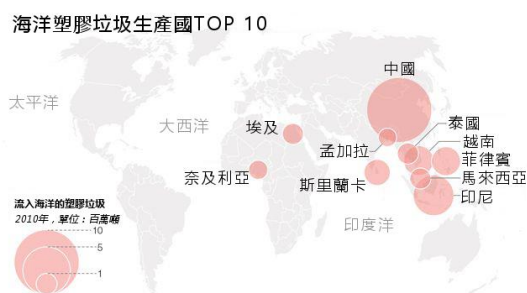 海洋塑膠垃圾生產國TOP 10
中國
太平洋
大西洋
埃及
泰國
越南
孟加拉
菲律賓
奈及利亞
斯里蘭卡
馬來西亞
印尼
印度洋
流入海洋的塑膠垃圾
2010年，單位：百萬噸
10
5
1